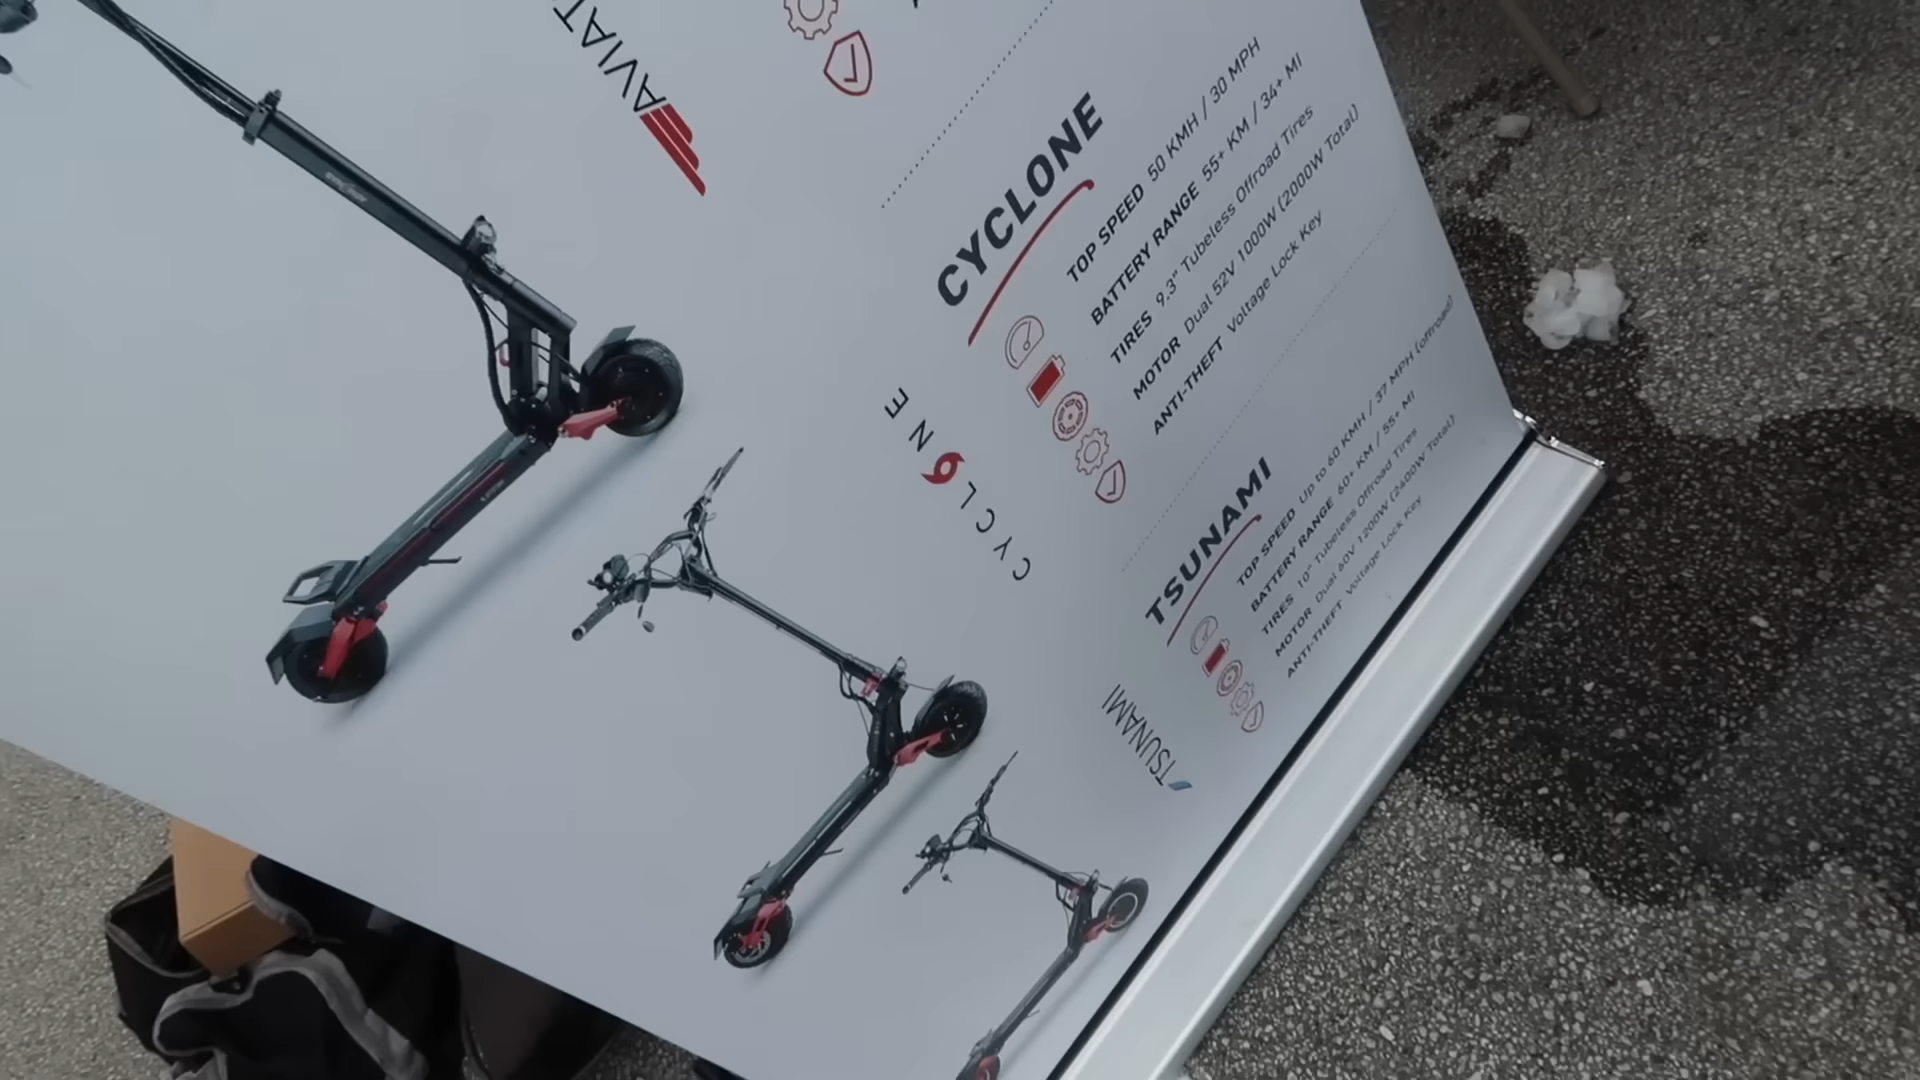 AVIAT
CYCLONE
TOP SPEED 50 KMH / 30 MPH
BATTERY RANGE 55+ KM / 34+ MI
TIRES 9.3" Tubeless Offroad Tires
MOTOR Dual 52V 1000W (2000W Total)
ANTI-THEFT Voltage Lock Key
CYCLONE
TSUNAMI
TOP SPEED Up to 60 KMH / 37 MPH (offroad)
BATTERY RANGE 60+ KM / 55+ MI
TIRES 10" Tubeless Offroad Tires
MOTOR Dual 60V 1200W (2400W Total)
ANTI-THEFT Voltage Lock Key
TSUNAMI